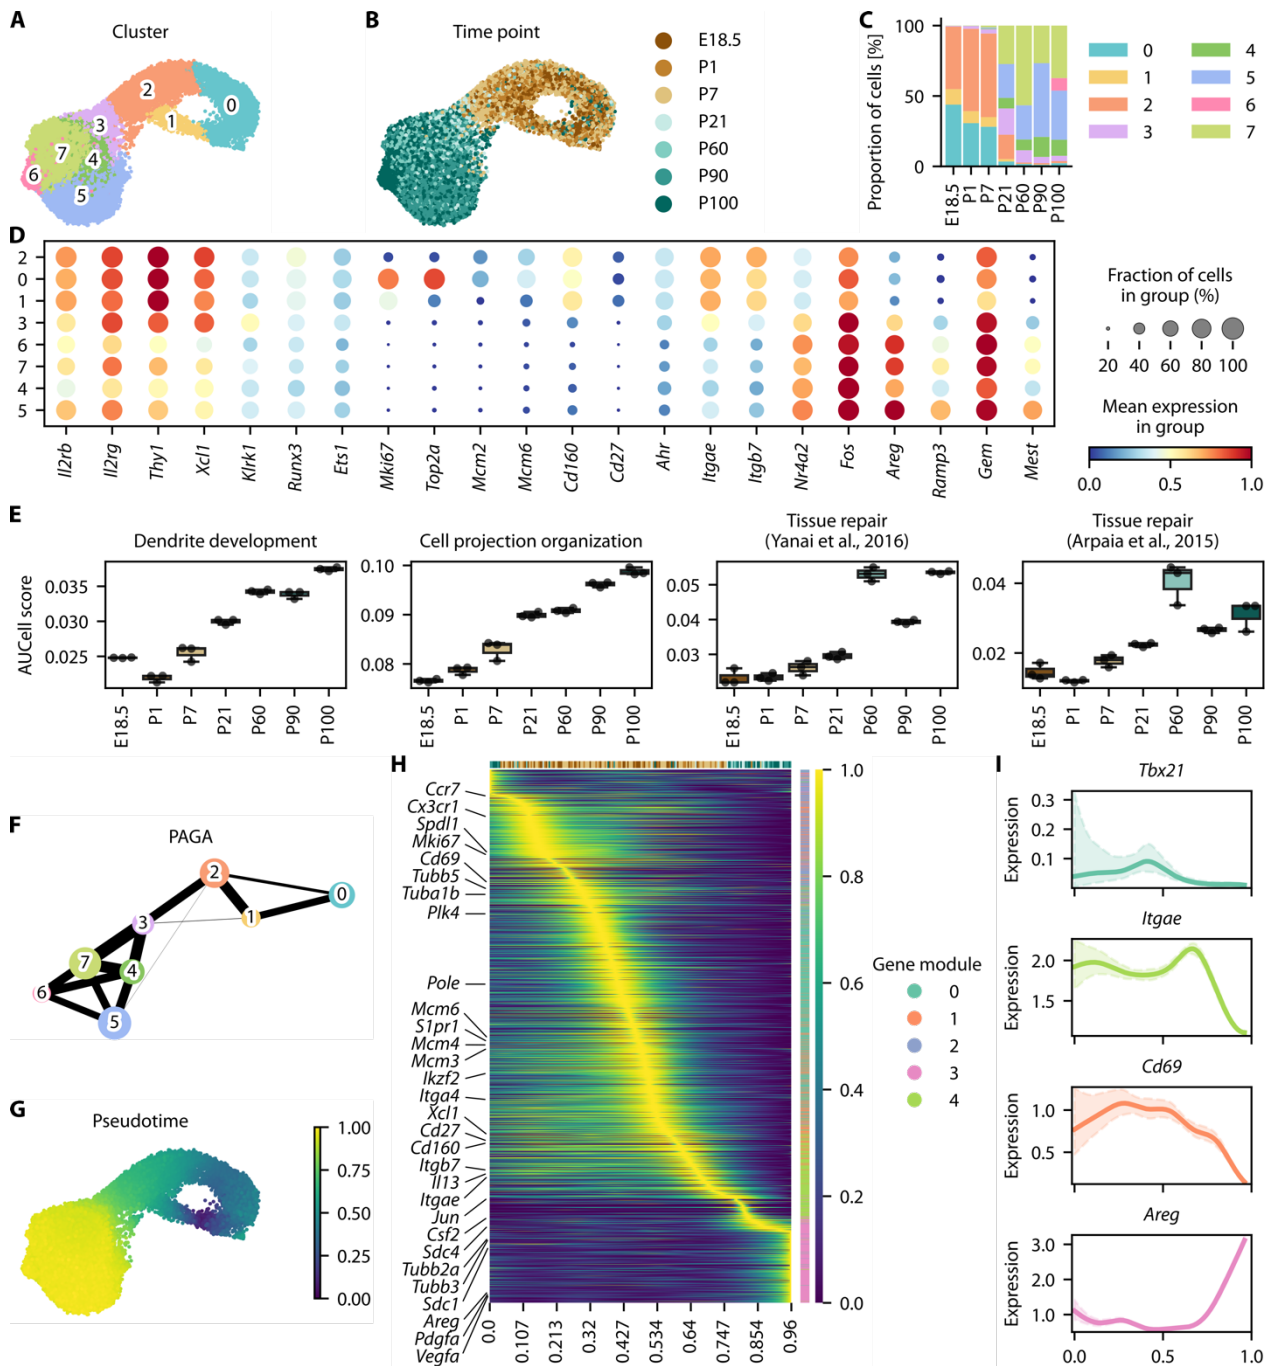 A
Cluster
0
1
2
3
4
5
6
7
B
Time point
E18.5
P1
P7
P21
P60
P90
P100
C
Proportion of cells [%]
100
50
0
E18.5
P1
P7
P21
P60
P90
P100
0
1
2
3
4
5
6
7
D
2
0
1
3
6
7
4
5
Il2rb
Il2rg
Thy1
Xcl1
Klrk1
Runx3
Ets1
Mki67
Top2a
Mcm2
Mcm6
Cd160
Cd27
Ahr
Itgae
Itgb7
Nr4a2
Fos
Areg
Ramp3
Gem
Mest
Fraction of cells
in group (%)
20 40 60 80 100
Mean expression
in group
0.0 0.5 1.0
E
AUCell score
Dendrite development
0.035
0.030
0.025
E18.5
P1
P7
P21
P60
P90
P100
Cell projection organization
0.10
0.09
0.08
E18.5
P1
P7
P21
P60
P90
P100
Tissue repair
(Yanai et al., 2016)
0.05
0.03
E18.5
P1
P7
P21
P60
P90
P100
Tissue repair
(Arpaia et al., 2015)
0.04
0.02
E18.5
P1
P7
P21
P60
P90
P100
F
PAGA
2
0
1
3
7
4
6
5
G
Pseudotime
1.00
0.75
0.50
0.25
0.00
H
Ccr7
Cx3cr1
Spdl1
Mki67
Cd69
Tubb5
Tuba1b
Plk4
Pole
Mcm6
S1pr1
Mcm4
Mcm3
Ikzf2
Itga4
Xcl1
Cd27
Cd160
Itgb7
Il13
Itgae
Jun
Csf2
Sdc4
Tubb2a
Tubb3
Sdc1
Areg
Pdgfa
Vegfa
0.0
0.107
0.213
0.32
0.427
0.534
0.64
0.747
0.854
0.96
1.0
0.8
0.6
0.4
0.2
0.0
Gene module
0
1
2
3
4
I
Tbx21
Expression
0.3
0.2
0.1
Itgae
Expression
2.0
1.5
Cd69
Expression
1.0
0.5
Areg
Expression
3.0
2.0
1.0
0.0 0.5 1.0